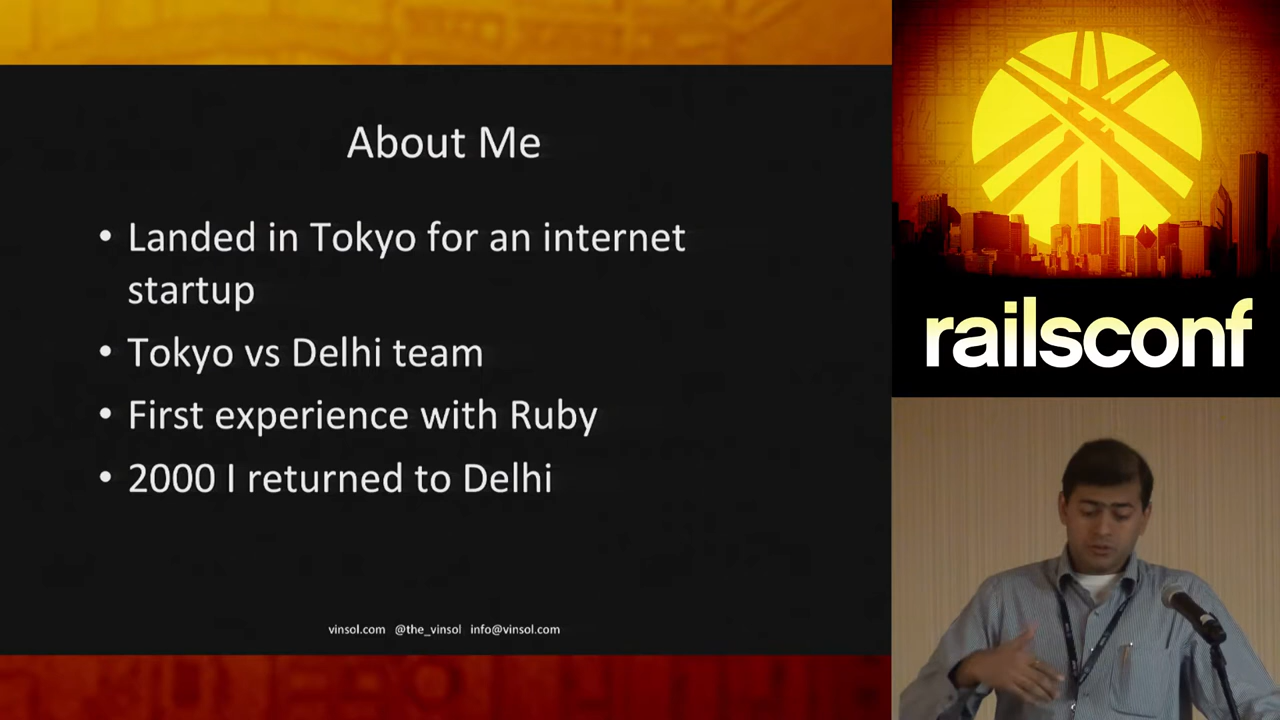 About Me
• Landed in Tokyo for an internet
startup
• Tokyo vs Delhi team
• First experience with Ruby
• 2000 I returned to Delhi
vinsol.com @the_vinsol info@vinsol.com
railsconf